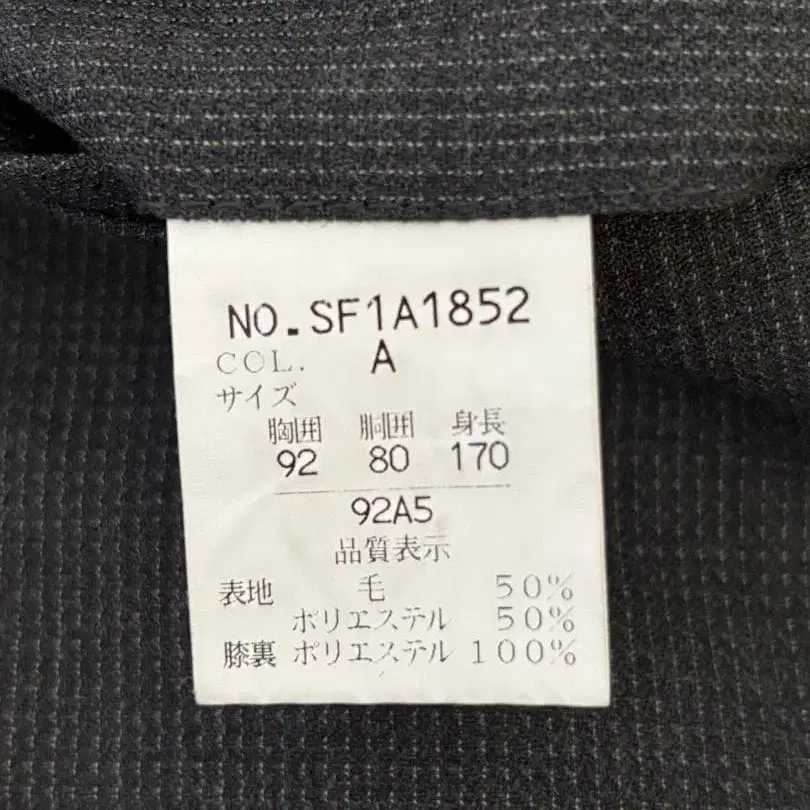 NO.SF1A1852
COL. A
サイズ
胸囲 胴囲 身長
92 80 170
92A5
品質表示
表地 毛 50%
ポリエステル 50%
膝裏 ポリエステル 100%